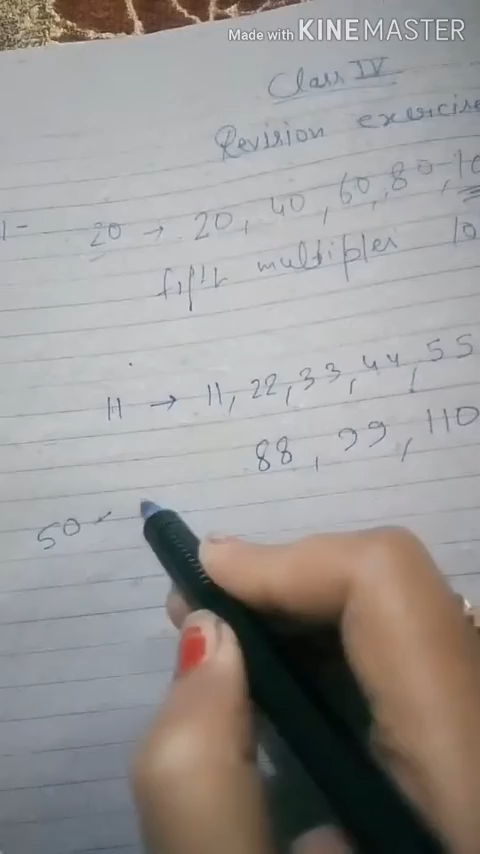 Made with KINEMASTER
Class IV
Revision exercise
1- 20 → 20, 40, 60, 80, 10
fifth multiples 10
11 → 11, 22, 33, 44, 55
88, 99, 110
50